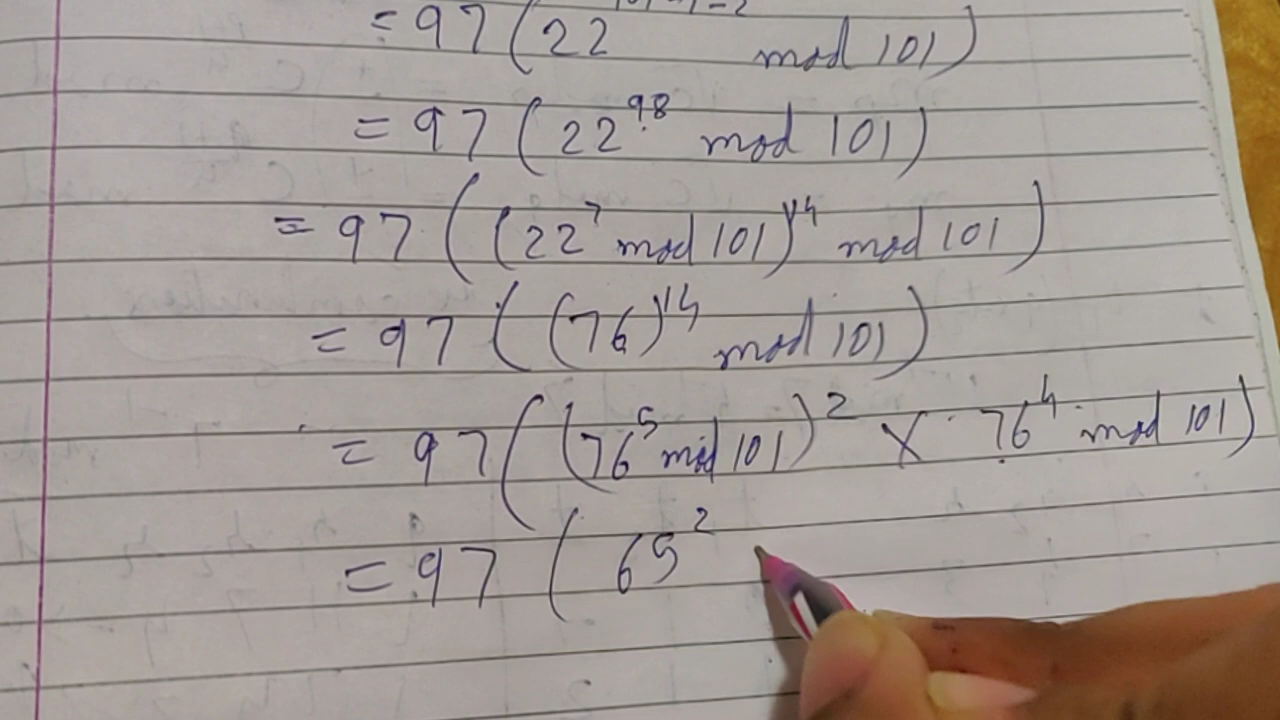 = 97 ( 22 mod 101 )
= 97 ( 22^98 mod 101 )
= 97 ( ( 22^7 mod 101 )^14 mod 101 )
= 97 ( (76)^14 mod 101 )
= 97 ( ( 76^5 mod 101 )^2 × 76^4 mod 101 )
= 97 ( 65^2